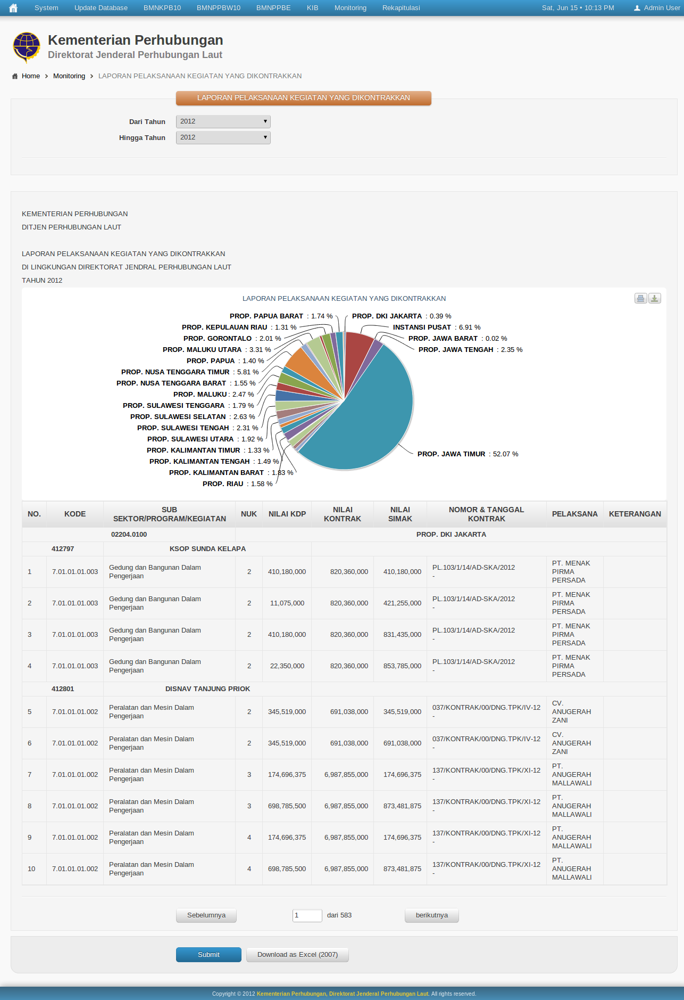 System Update Database BMNKPB10 BMNPPBW10 BMNPPBE KIB Monitoring Rekapitulasi Sat, Jun 15 • 10:13 PM Admin User
Kementerian Perhubungan
Direktorat Jenderal Perhubungan Laut
Home > Monitoring > LAPORAN PELAKSANAAN KEGIATAN YANG DIKONTRAKKAN
LAPORAN PELAKSANAAN KEGIATAN YANG DIKONTRAKKAN
Dari Tahun 2012
Hingga Tahun 2012
KEMENTERIAN PERHUBUNGAN
DITJEN PERHUBUNGAN LAUT
LAPORAN PELAKSANAAN KEGIATAN YANG DIKONTRAKKAN
DI LINGKUNGAN DIREKTORAT JENDRAL PERHUBUNGAN LAUT
TAHUN 2012
LAPORAN PELAKSANAAN KEGIATAN YANG DIKONTRAKKAN
PROP. PAPUA BARAT : 1.74 % PROP. DKI JAKARTA : 0.39 %
PROP. KEPULAUAN RIAU : 1.31 % INSTANSI PUSAT : 6.91 %
PROP. GORONTALO : 2.01 % PROP. JAWA BARAT : 0.02 %
PROP. MALUKU UTARA : 3.31 % PROP. JAWA TENGAH : 2.35 %
PROP. PAPUA : 1.40 %
PROP. NUSA TENGGARA TIMUR : 5.81 %
PROP. NUSA TENGGARA BARAT : 1.55 %
PROP. MALUKU : 2.47 %
PROP. SULAWESI TENGGARA : 1.79 %
PROP. SULAWESI SELATAN : 2.63 %
PROP. SULAWESI TENGAH : 2.31 %
PROP. SULAWESI UTARA : 1.92 %
PROP. KALIMANTAN TIMUR : 1.33 % PROP. JAWA TIMUR : 52.07 %
PROP. KALIMANTAN TENGAH : 1.49 %
PROP. KALIMANTAN BARAT : 1.83 %
PROP. RIAU : 1.58 %
NO. KODE SUB SEKTOR/PROGRAM/KEGIATAN NUK NILAI KDP NILAI KONTRAK NILAI SIMAK NOMOR & TANGGAL KONTRAK PELAKSANA KETERANGAN
02204.0100 PROP. DKI JAKARTA
412797 KSOP SUNDA KELAPA
1 7.01.01.01.003 Gedung dan Bangunan Dalam Pengerjaan 2 410,180,000 820,360,000 410,180,000 PL.103/1/14/AD-SKA/2012 - PT. MENAK PIRMA PERSADA
2 7.01.01.01.003 Gedung dan Bangunan Dalam Pengerjaan 2 11,075,000 820,360,000 421,255,000 PL.103/1/14/AD-SKA/2012 - PT. MENAK PIRMA PERSADA
3 7.01.01.01.003 Gedung dan Bangunan Dalam Pengerjaan 2 410,180,000 820,360,000 831,435,000 PL.103/1/14/AD-SKA/2012 - PT. MENAK PIRMA PERSADA
4 7.01.01.01.003 Gedung dan Bangunan Dalam Pengerjaan 2 22,350,000 820,360,000 853,785,000 PL.103/1/14/AD-SKA/2012 - PT. MENAK PIRMA PERSADA
412801 DISNAV TANJUNG PRIOK
5 7.01.01.01.002 Peralatan dan Mesin Dalam Pengerjaan 2 345,519,000 691,038,000 345,519,000 037/KONTRAK/00/DNG.TPK/IV-12 - CV. ANUGERAH ZANI
6 7.01.01.01.002 Peralatan dan Mesin Dalam Pengerjaan 2 345,519,000 691,038,000 691,038,000 037/KONTRAK/00/DNG.TPK/IV-12 - CV. ANUGERAH ZANI
7 7.01.01.01.002 Peralatan dan Mesin Dalam Pengerjaan 3 174,696,375 6,987,855,000 174,696,375 137/KONTRAK/00/DNG.TPK/XI-12 - PT. ANUGERAH MALLAWALI
8 7.01.01.01.002 Peralatan dan Mesin Dalam Pengerjaan 3 698,785,500 6,987,855,000 873,481,875 137/KONTRAK/00/DNG.TPK/XI-12 - PT. ANUGERAH MALLAWALI
9 7.01.01.01.002 Peralatan dan Mesin Dalam Pengerjaan 4 174,696,375 6,987,855,000 174,696,375 137/KONTRAK/00/DNG.TPK/XI-12 - PT. ANUGERAH MALLAWALI
10 7.01.01.01.002 Peralatan dan Mesin Dalam Pengerjaan 4 698,785,500 6,987,855,000 873,481,875 137/KONTRAK/00/DNG.TPK/XI-12 - PT. ANUGERAH MALLAWALI
Sebelumnya 1 dari 583 berikutnya
Submit Download as Excel (2007)
Copyright © 2012 Kementerian Perhubungan, Direktorat Jenderal Perhubungan Laut. All rights reserved.